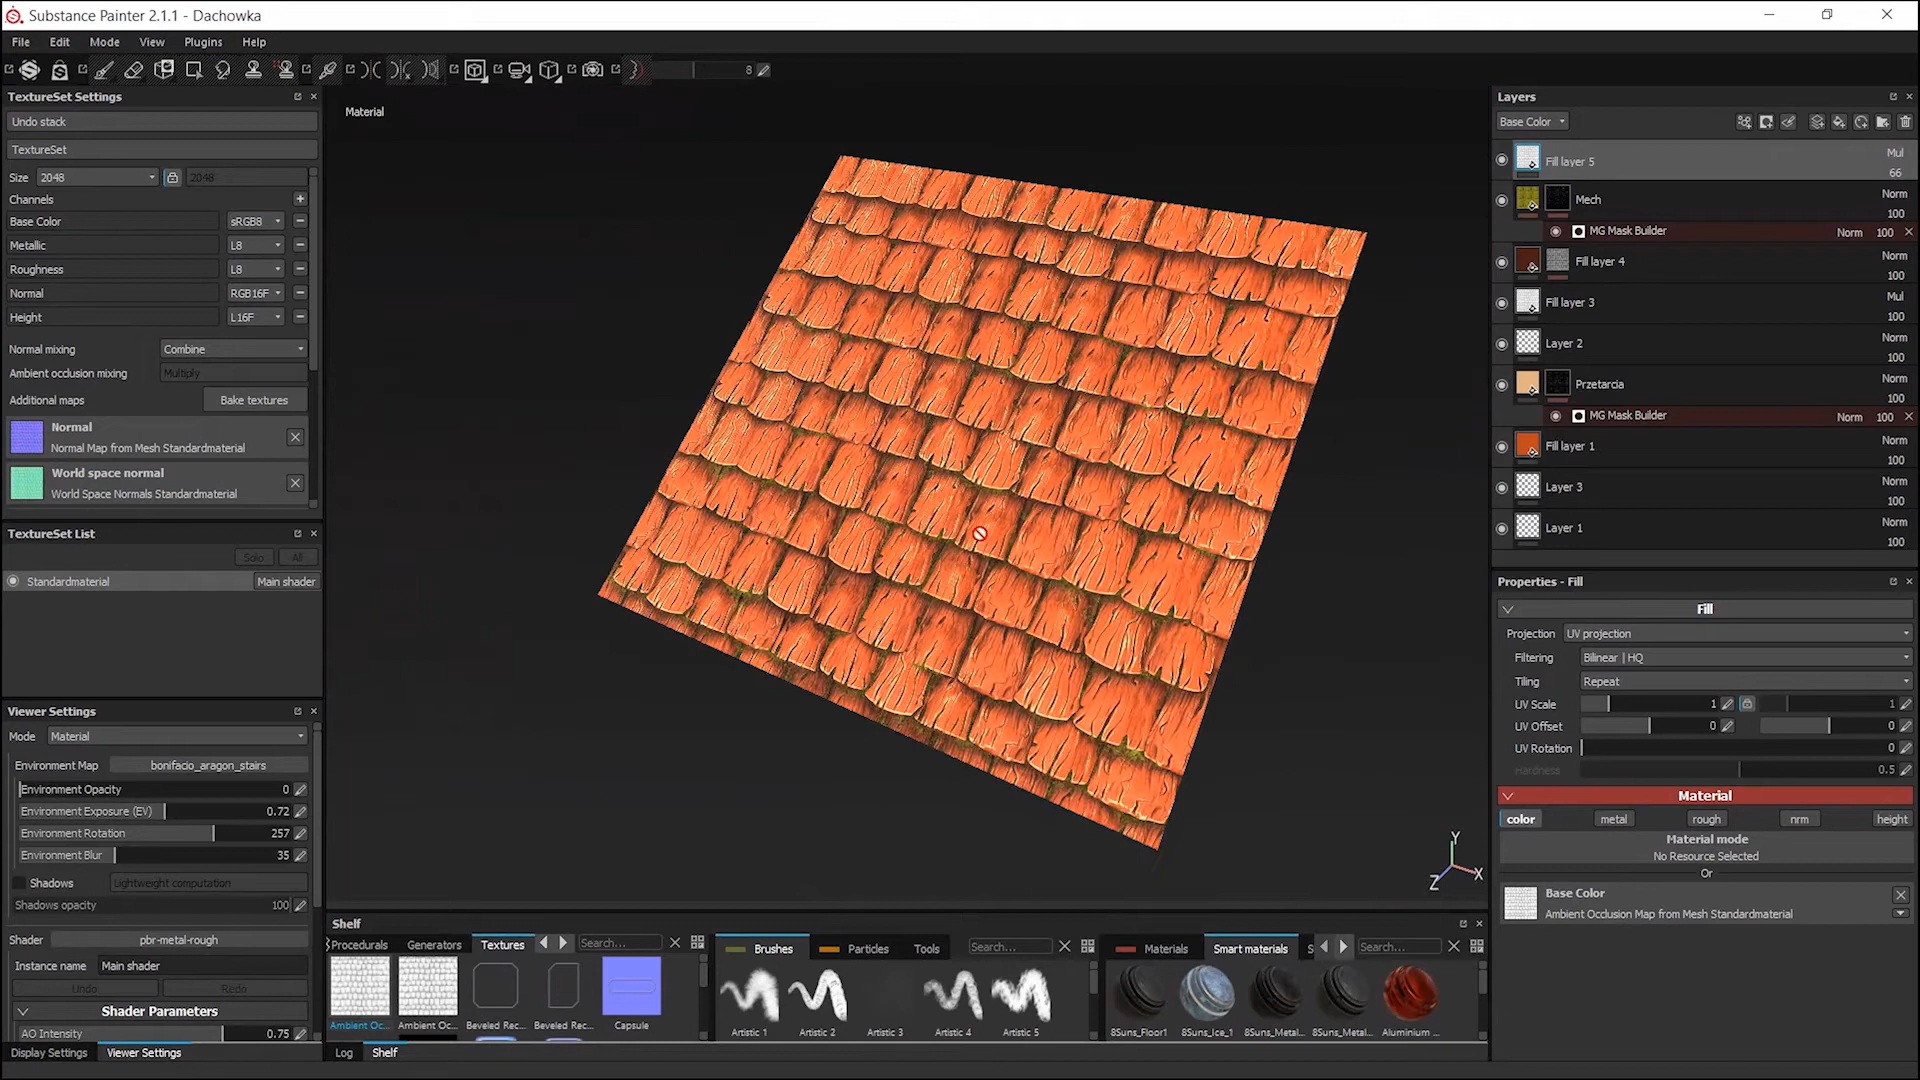 Substance Painter 2.1.1 - Dachowka
File Edit Mode View Plugins Help
8
TextureSet Settings
Undo stack
TextureSet
Size 2048 2048
Channels
Base Color sRGB8
Metallic L8
Roughness L8
Normal RGB16F
Height L16F
Normal mixing Combine
Ambient occlusion mixing Multiply
Additional maps Bake textures
Normal
Normal Map from Mesh Standardmaterial
World space normal
World Space Normals Standardmaterial
TextureSet List
Solo All
Standardmaterial Main shader
Viewer Settings
Mode Material
Environment Map bonifacio_aragon_stairs
Environment Opacity 0
Environment Exposure (EV) 0.72
Environment Rotation 257
Environment Blur 35
Shadows Lightweight computation
Shadows opacity 100
Shader pbr-metal-rough
Instance name Main shader
Undo Redo
Shader Parameters
AO Intensity 0.75
Display Settings Viewer Settings
Material
Y
Z X
Shelf
Procedurals Generators Textures Search...
Ambient Oc... Ambient Oc... Beveled Rec... Beveled Rec... Capsule
Brushes Particles Tools Search...
Artistic 1 Artistic 2 Artistic 3 Artistic 4 Artistic 5
Materials Smart materials S Search...
8Suns_Floor1 8Suns_Ice_1 8Suns_Metal... 8Suns_Metal... Aluminium ...
Log Shelf
Layers
Base Color
Fill layer 5 Mul
66
Mech Norm
100
MG Mask Builder Norm 100
Fill layer 4 Norm
100
Fill layer 3 Mul
100
Layer 2 Norm
100
Przetarcia Norm
100
MG Mask Builder Norm 100
Fill layer 1 Norm
100
Layer 3 Norm
100
Layer 1 Norm
100
Properties - Fill
Fill
Projection UV projection
Filtering Bilinear | HQ
Tiling Repeat
UV Scale 1 1
UV Offset 0 0
UV Rotation 0
Hardness 0.5
Material
color metal rough nrm height
Material mode
No Resource Selected
Or
Base Color
Ambient Occlusion Map from Mesh Standardmaterial